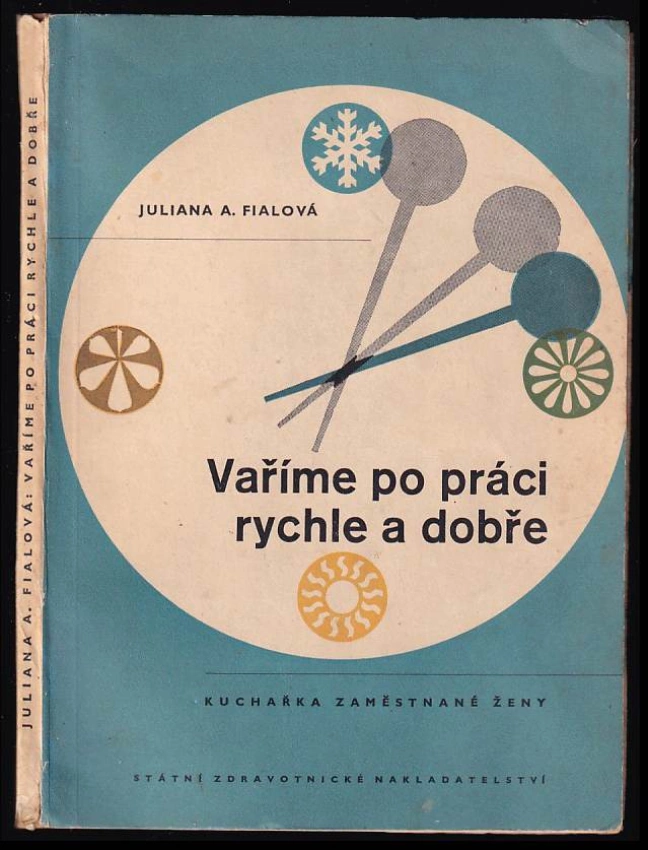 JULIANA A. FIALOVÁ: VAŘÍME PO PRÁCI RYCHLE A DOBŘE
JULIANA A. FIALOVÁ
Vaříme po práci
rychle a dobře
KUCHAŘKA ZAMĚSTNANÉ ŽENY
STÁTNÍ ZDRAVOTNICKÉ NAKLADATELSTVÍ